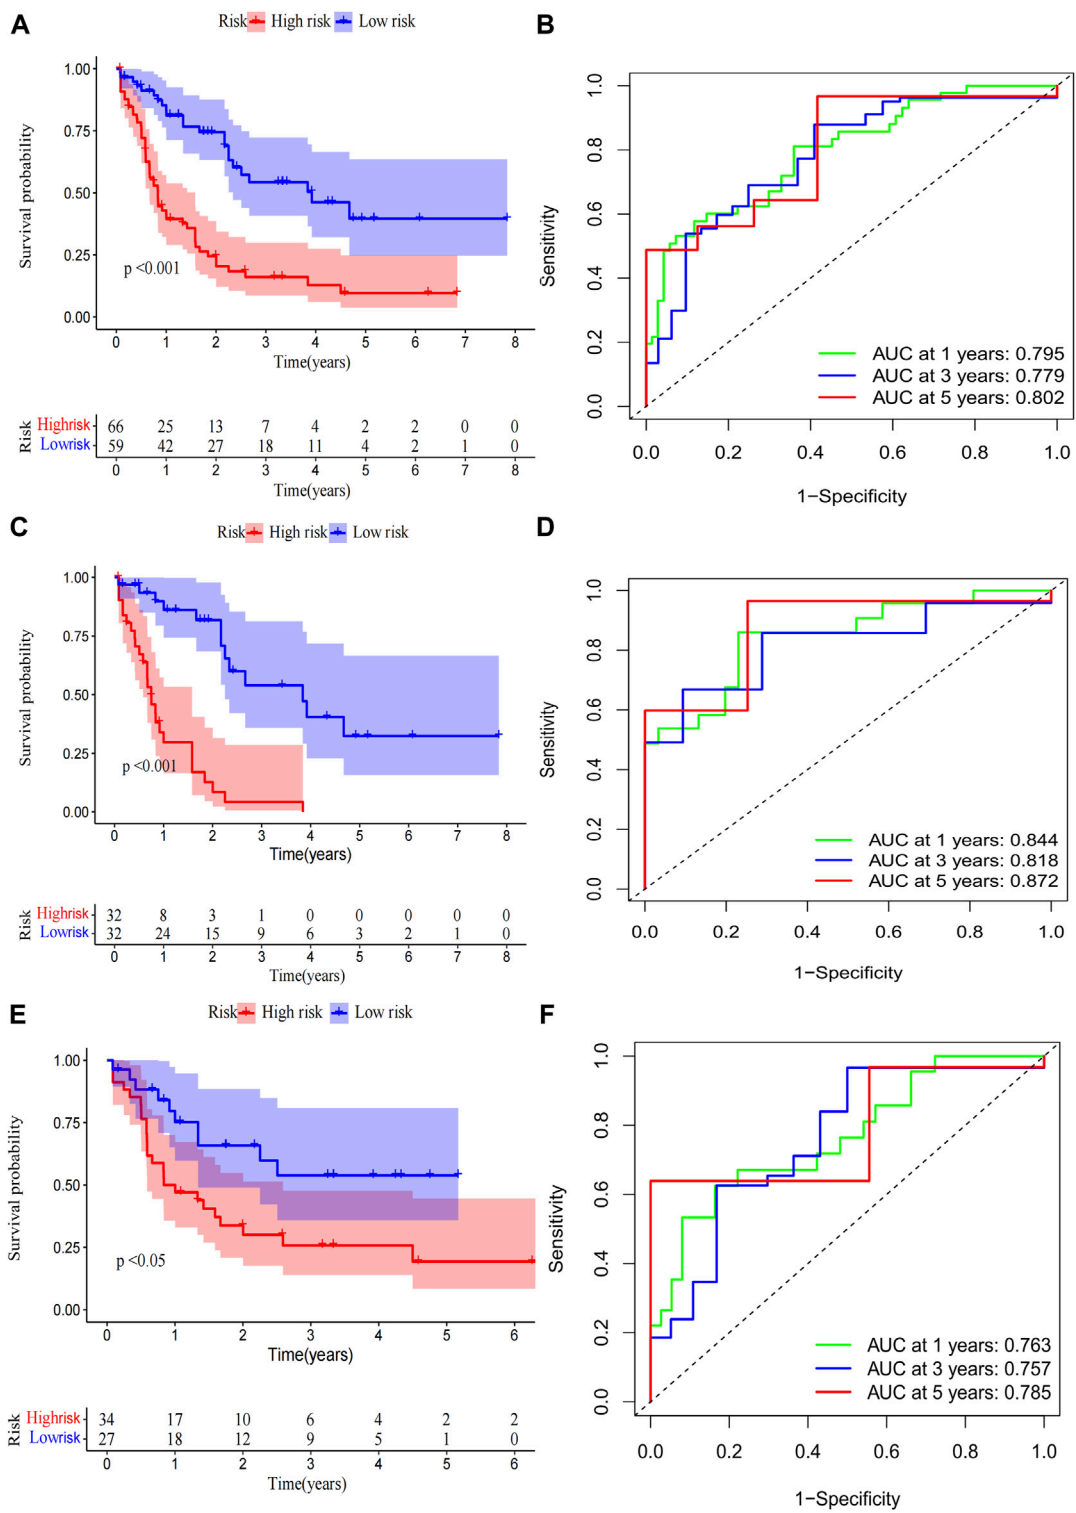 A
Risk High risk Low risk
1.00
0.75
0.50
0.25
0.00
Survival probability
p <0.001
0 1 2 3 4 5 6 7 8
Time(years)
Risk
Highrisk 66 25 13 7 4 2 2 0 0
Lowrisk 59 42 27 18 11 4 2 1 0
0 1 2 3 4 5 6 7 8
Time(years)
B
1.0
0.8
0.6
0.4
0.2
0.0
Sensitivity
AUC at 1 years: 0.795
AUC at 3 years: 0.779
AUC at 5 years: 0.802
0.0 0.2 0.4 0.6 0.8 1.0
1−Specificity
C
Risk High risk Low risk
1.00
0.75
0.50
0.25
0.00
Survival probability
p <0.001
0 1 2 3 4 5 6 7 8
Time(years)
Risk
Highrisk 32 8 3 1 0 0 0 0 0
Lowrisk 32 24 15 9 6 3 2 1 0
0 1 2 3 4 5 6 7 8
Time(years)
D
1.0
0.8
0.6
0.4
0.2
0.0
Sensitivity
AUC at 1 years: 0.844
AUC at 3 years: 0.818
AUC at 5 years: 0.872
0.0 0.2 0.4 0.6 0.8 1.0
1−Specificity
E
Risk High risk Low risk
1.00
0.75
0.50
0.25
0.00
Survival probability
p <0.05
0 1 2 3 4 5 6
Time(years)
Risk
Highrisk 34 17 10 6 4 2 2
Lowrisk 27 18 12 9 5 1 0
0 1 2 3 4 5 6
Time(years)
F
1.0
0.8
0.6
0.4
0.2
0.0
Sensitivity
AUC at 1 years: 0.763
AUC at 3 years: 0.757
AUC at 5 years: 0.785
0.0 0.2 0.4 0.6 0.8 1.0
1−Specificity